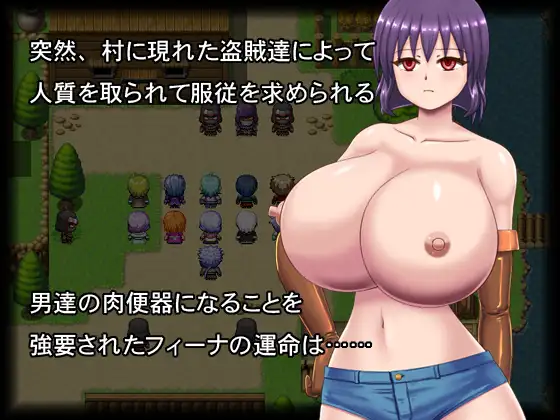 突然、村に現れた盗賊達によって
人質を取られて服従を求められる
男達の肉便器になることを
強要されたフィーナの運命は……